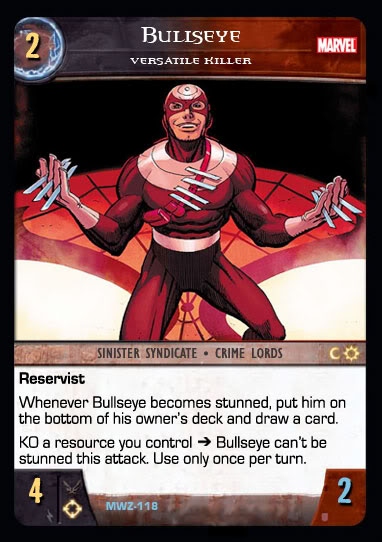 2
BULLSEYE
VERSATILE KILLER
MARVEL
SINISTER SYNDICATE • CRIME LORDS
Reservist
Whenever Bullseye becomes stunned, put him on
the bottom of his owner's deck and draw a card.
KO a resource you control ➔ Bullseye can't be
stunned this attack. Use only once per turn.
4
MWZ-118
2